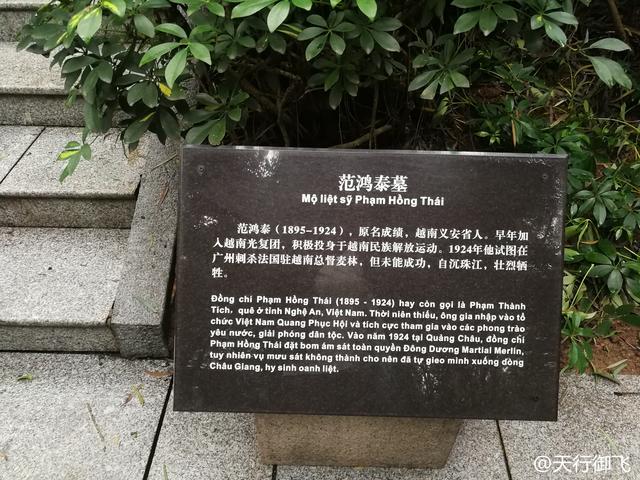 范鸿泰墓
Mộ liệt sỹ Phạm Hồng Thái
范鸿泰（1895-1924），原名成绩，越南义安省人。早年加
入越南光复团，积极投身于越南民族解放运动。1924年他试图在
广州刺杀法国驻越南总督麦林，但未能成功，自沉珠江，壮烈牺
牲。
Đồng chí Phạm Hồng Thái (1895 - 1924) hay còn gọi là Phạm Thành
Tích, quê ở tỉnh Nghệ An, Việt Nam. Thời niên thiếu, ông gia nhập vào tổ
chức Việt Nam Quang Phục Hội và tích cực tham gia vào các phong trào
yêu nước, giải phóng dân tộc. Vào năm 1924 tại Quảng Châu, đồng chí
Phạm Hồng Thái đặt bom ám sát toàn quyền Đông Dương Martial Merlin,
tuy nhiên vụ mưu sát không thành cho nên đã tự gieo mình xuống dòng
Châu Giang, hy sinh oanh liệt.
@天行御飞